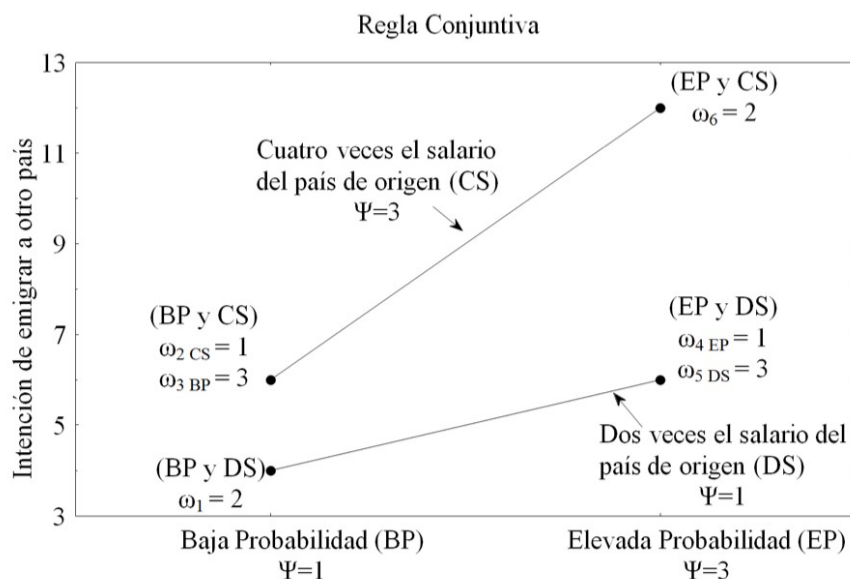 Regla Conjuntiva
Intención de emigrar a otro país
13
11
9
7
5
3
(EP y CS)
ω6 = 2
Cuatro veces el salario
del país de origen (CS)
Ψ=3
(BP y CS)
ω2 CS = 1
ω3 BP = 3
(EP y DS)
ω4 EP = 1
ω5 DS = 3
(BP y DS)
ω1 = 2
Dos veces el salario del
país de origen (DS)
Ψ=1
Baja Probabilidad (BP)
Ψ=1
Elevada Probabilidad (EP)
Ψ=3